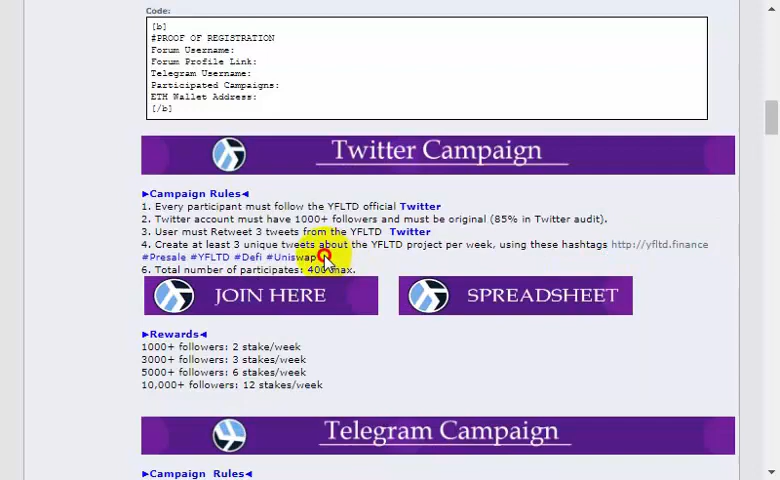 Code:
[b]
#PROOF OF REGISTRATION
Forum Username:
Forum Profile Link:
Telegram Username:
Participated Campaigns:
ETH Wallet Address:
[/b]
Twitter Campaign
►Campaign Rules◄
1. Every participant must follow the YFLTD official Twitter
2. Twitter account must have 1000+ followers and must be original (85% in Twitter audit).
3. User must Retweet 3 tweets from the YFLTD Twitter
4. Create at least 3 unique tweets about the YFLTD project per week, using these hashtags http://yfltd.finance
#Presale #YFLTD #Defi #Uniswap
6. Total number of participates: 400 max.
JOIN HERE
SPREADSHEET
►Rewards◄
1000+ followers: 2 stake/week
3000+ followers: 3 stake/week
5000+ followers: 6 stake/week
10,000+ followers: 12 stakes/week
Telegram Campaign
►Campaign Rules◄